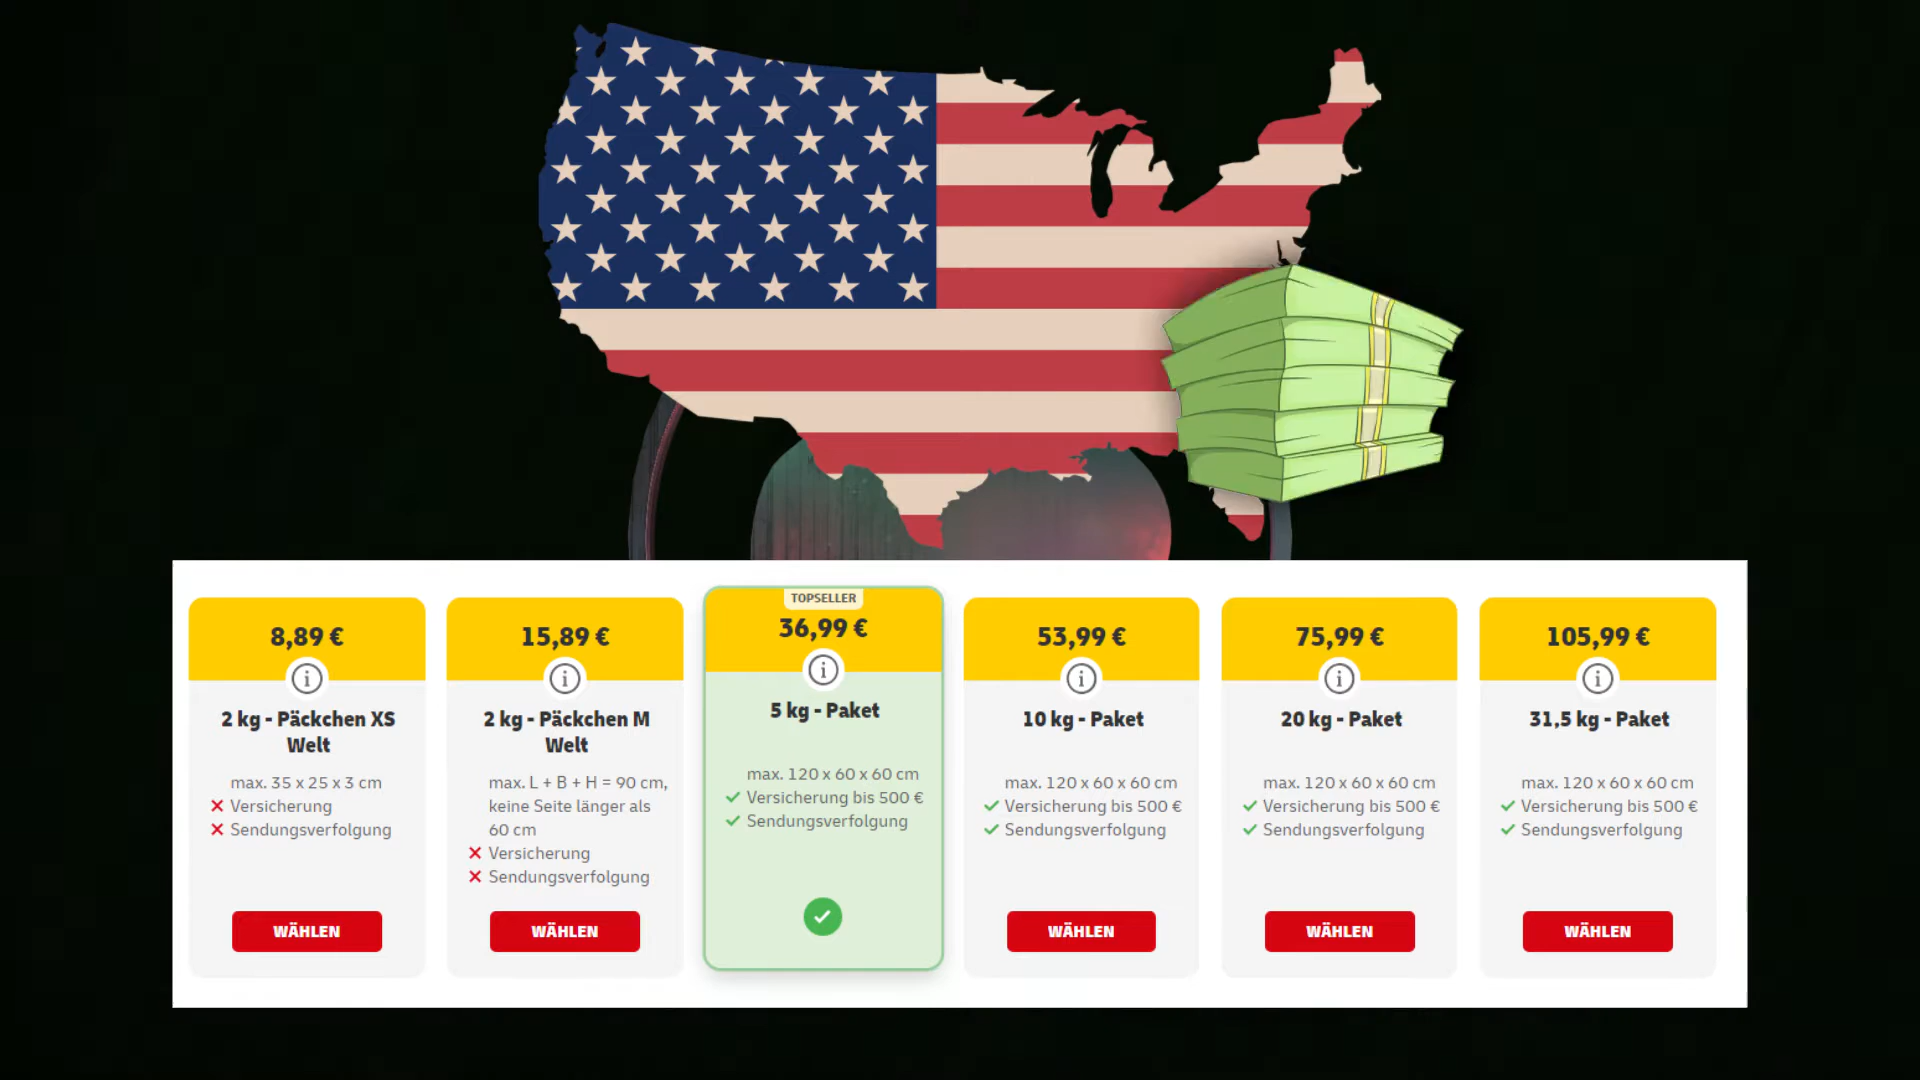 8,89 €
2 kg - Päckchen XS
Welt
max. 35 x 25 x 3 cm
Versicherung
Sendungsverfolgung
WÄHLEN
15,89 €
2 kg - Päckchen M
Welt
max. L + B + H = 90 cm,
keine Seite länger als
60 cm
Versicherung
Sendungsverfolgung
WÄHLEN
TOPSELLER
36,99 €
5 kg - Paket
max. 120 x 60 x 60 cm
Versicherung bis 500 €
Sendungsverfolgung
53,99 €
10 kg - Paket
max. 120 x 60 x 60 cm
Versicherung bis 500 €
Sendungsverfolgung
WÄHLEN
75,99 €
20 kg - Paket
max. 120 x 60 x 60 cm
Versicherung bis 500 €
Sendungsverfolgung
WÄHLEN
105,99 €
31,5 kg - Paket
max. 120 x 60 x 60 cm
Versicherung bis 500 €
Sendungsverfolgung
WÄHLEN